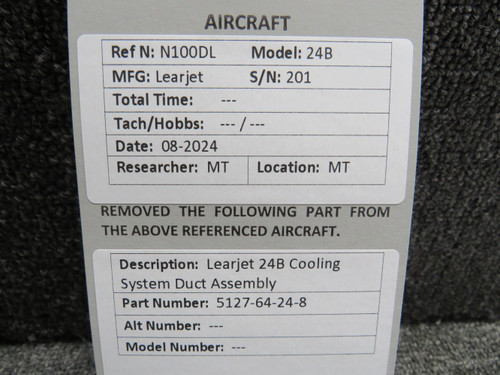 AIRCRAFT
Ref N: N100DL Model: 24B
MFG: Learjet S/N: 201
Total Time: ---
Tach/Hobbs: --- / ---
Date: 08-2024
Researcher: MT Location: MT
REMOVED THE FOLLOWING PART FROM
THE ABOVE REFERENCED AIRCRAFT.
Description: Learjet 24B Cooling
System Duct Assembly
Part Number: 5127-64-24-8
Alt Number: ---
Model Number: ---